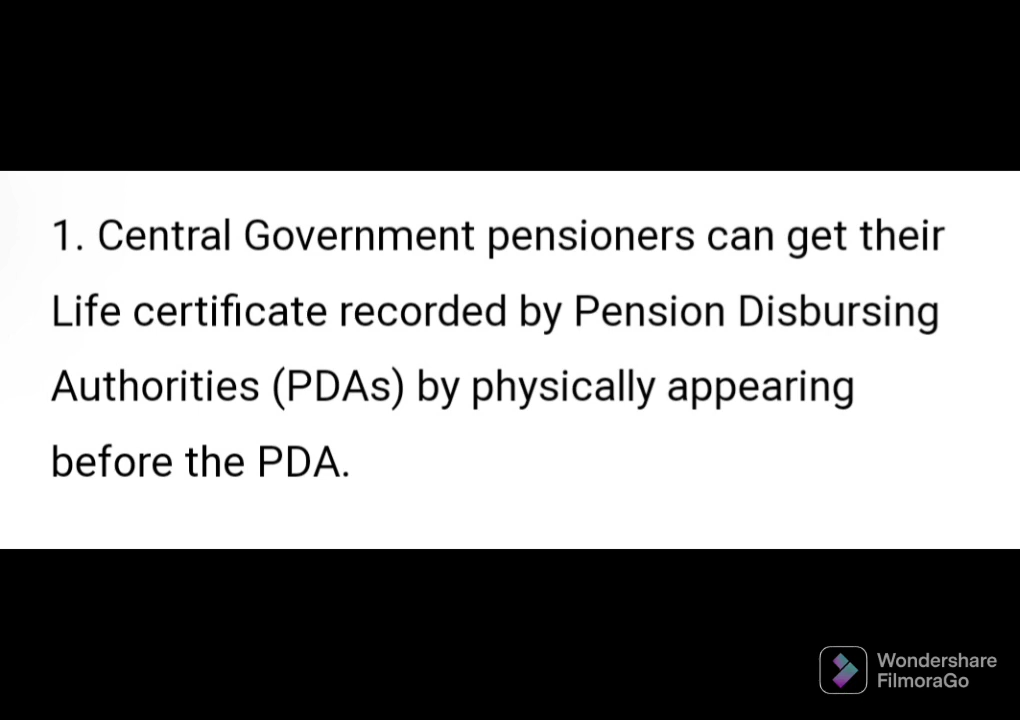 1. Central Government pensioners can get their
Life certificate recorded by Pension Disbursing
Authorities (PDAs) by physically appearing
before the PDA.
Wondershare
FilmoraGo